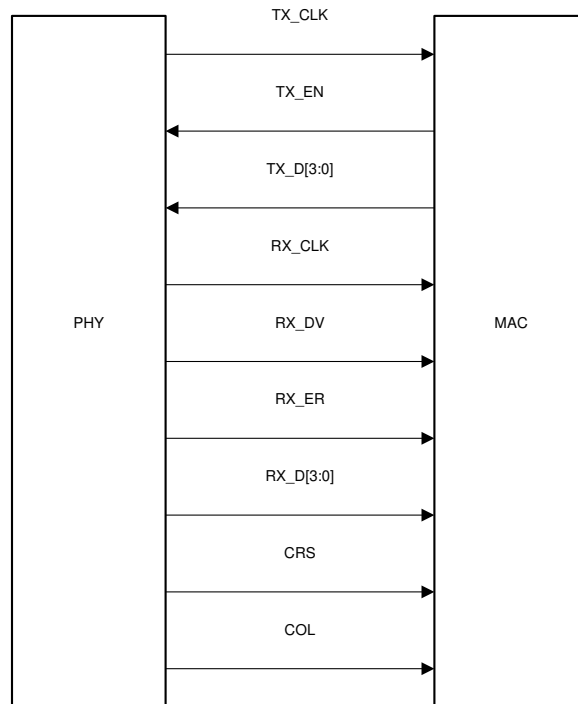 TX_CLK
TX_EN
TX_D[3:0]
RX_CLK
PHY RX_DV MAC
RX_ER
RX_D[3:0]
CRS
COL